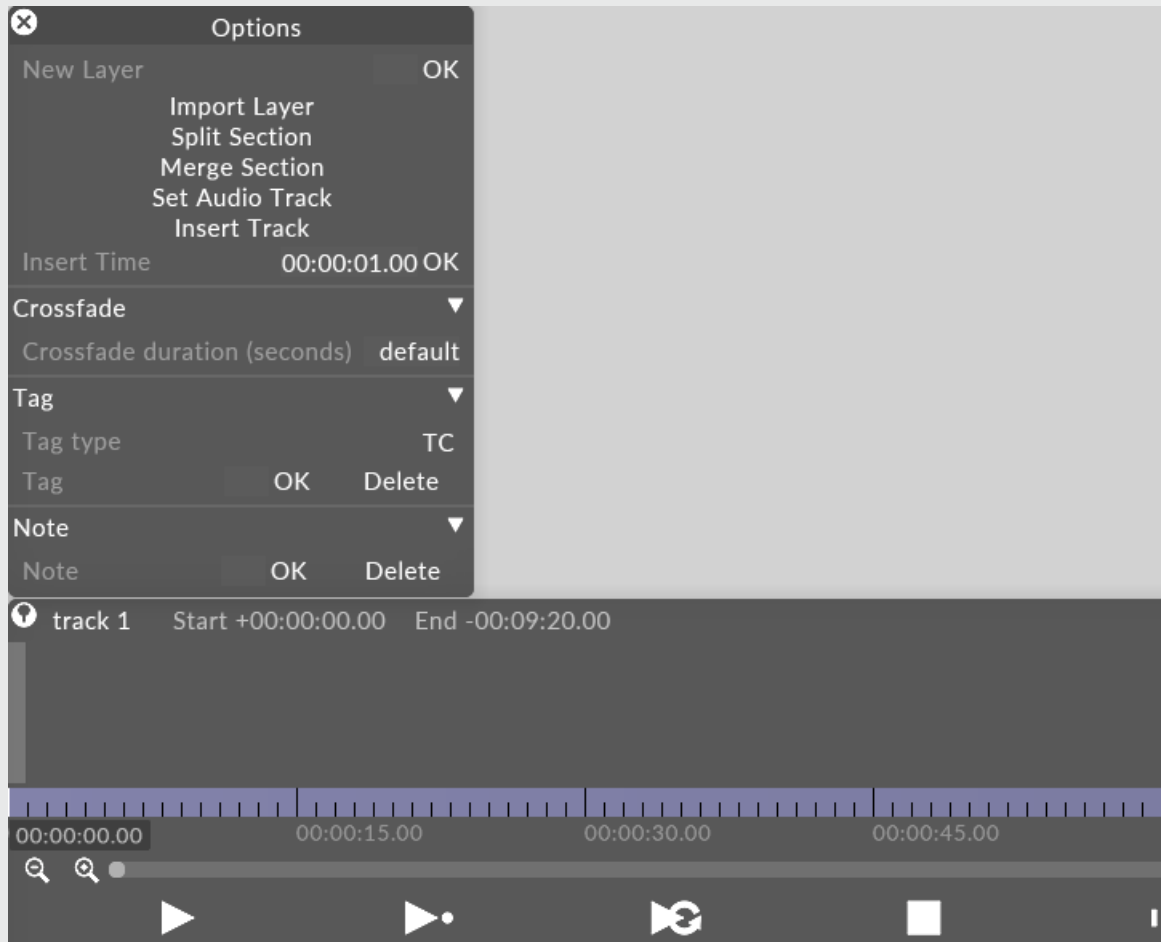 Options
New Layer OK
Import Layer
Split Section
Merge Section
Set Audio Track
Insert Track
Insert Time 00:00:01.00 OK
Crossfade
Crossfade duration (seconds) default
Tag
Tag type TC
Tag OK Delete
Note
Note OK Delete
track 1 Start +00:00:00.00 End -00:09:20.00
00:00:00.00 00:00:15.00 00:00:30.00 00:00:45.00